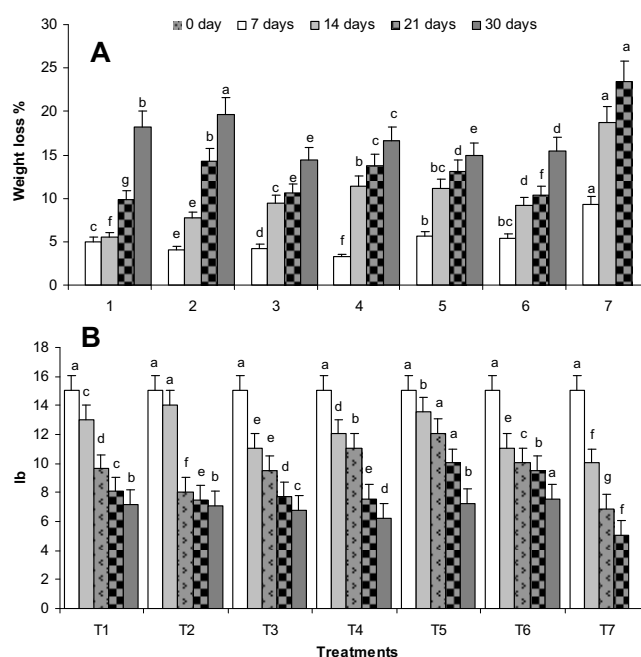 0 day 7 days 14 days 21 days 30 days
A
Weight loss %
30
25
20
15
10
5
0
c f g b
e e b a
d c e e
f b c c
b bc d e
bc d f d
a a a
1 2 3 4 5 6 7
B
lb
18
16
14
12
10
8
6
4
2
0
a c d c b
a a f e b
a e e d c
a d b e d
a b a a b
a e c b a
a f g f
T1 T2 T3 T4 T5 T6 T7
Treatments